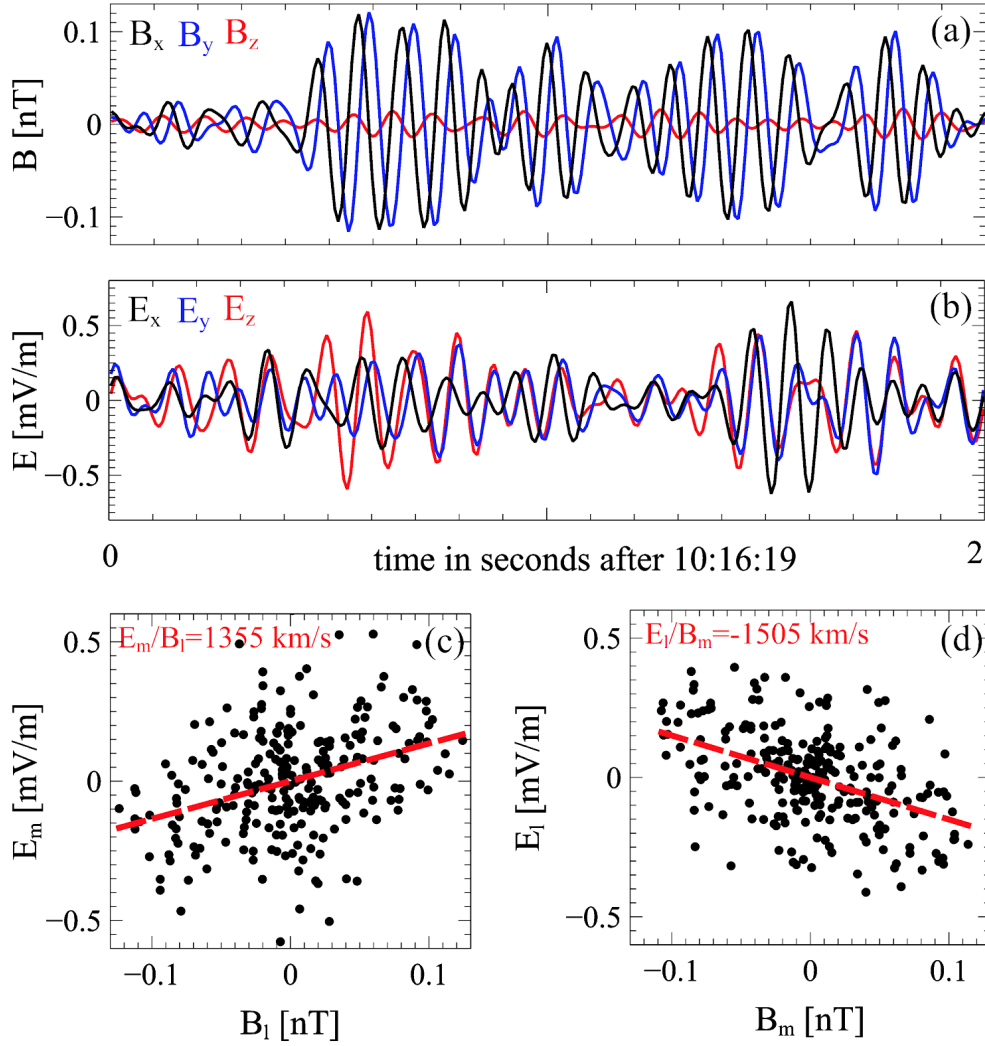 Bx By Bz (a)
0.1
0
−0.1
B [nT]
Ex Ey Ez (b)
0.5
0
−0.5
E [mV/m]
0 time in seconds after 10:16:19 2
Em/Bl=1355 km/s (c)
0.5
0
−0.5
Em [mV/m]
−0.1 0 0.1
Bl [nT]
El/Bm=-1505 km/s (d)
0.5
0
−0.5
El [mV/m]
−0.1 0 0.1
Bm [nT]